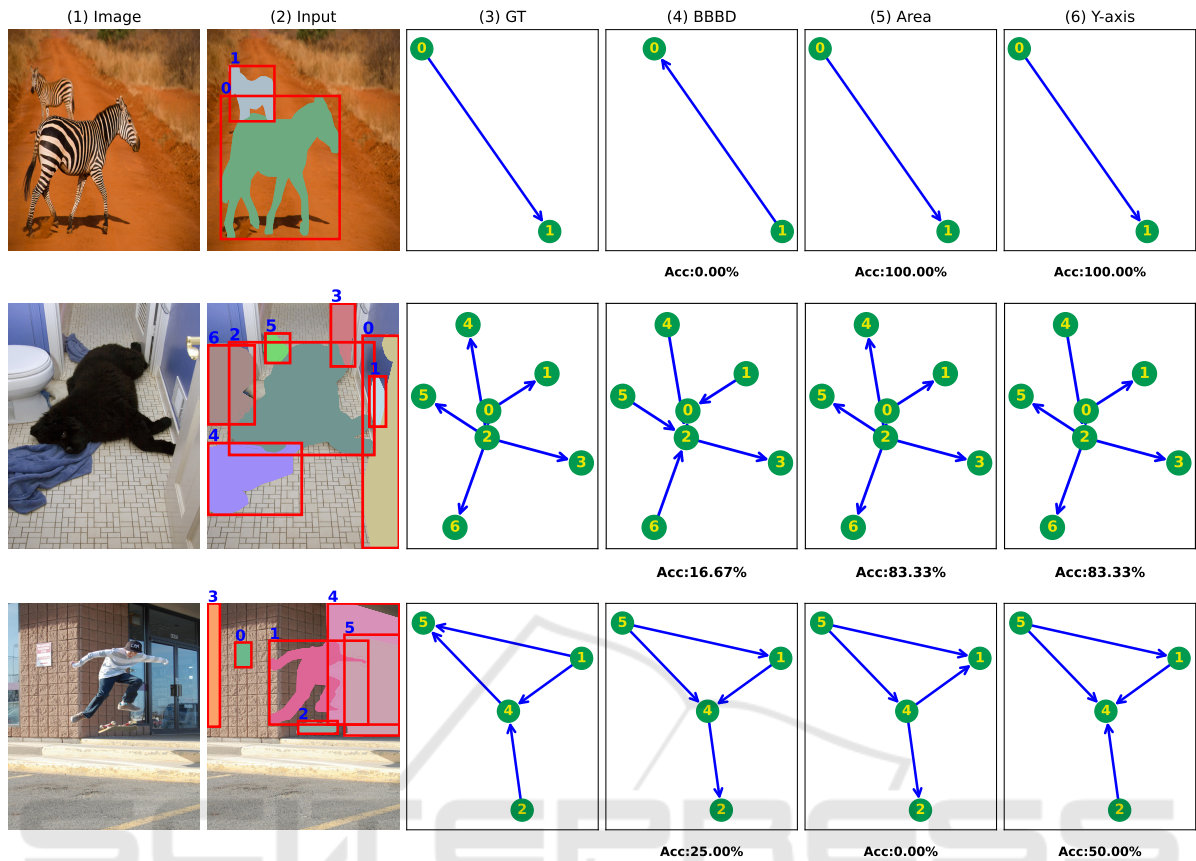 (1) Image (2) Input (3) GT (4) BBBD (5) Area (6) Y-axis
1 0 0 0 0 0
0 1 1 1 1
Acc:0.00% Acc:100.00% Acc:100.00%
3
5 0 4 4 4 4
6 2 1 1 1 1
1 5 5 5 5
0 0 0 0
4 2 2 2 2
3 3 3 3
6 6 6 6
Acc:16.67% Acc:83.33% Acc:83.33%
3 4
0 1 5 5 5 5 5
1 1 1 1
2 4 4 4 4
2 2 2 2
Acc:25.00% Acc:0.00% Acc:50.00%
SCITEPRESS